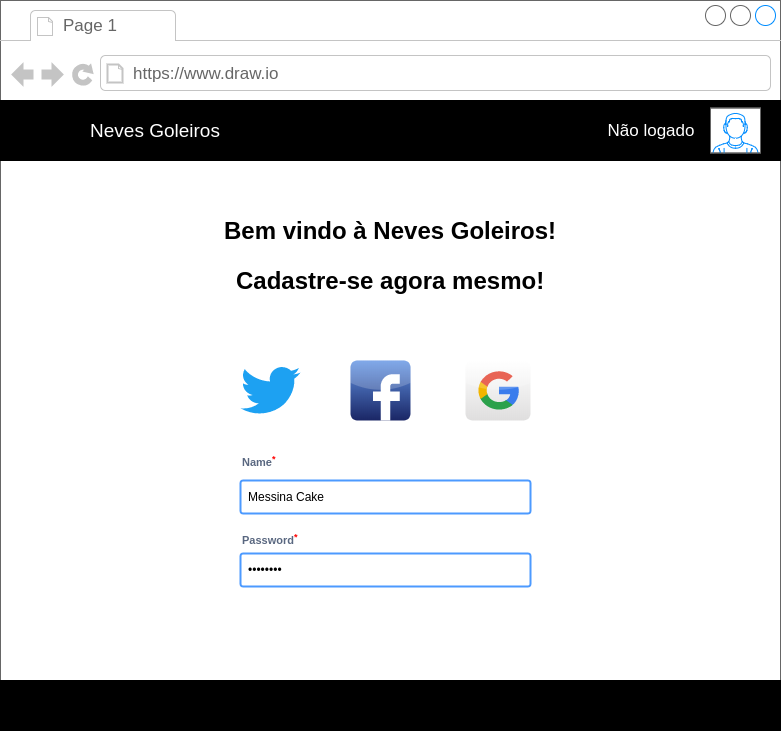 Page 1
https://www.draw.io
Neves Goleiros
Não logado
Bem vindo à Neves Goleiros!
Cadastre-se agora mesmo!
Name*
Messina Cake
Password*
••••••••